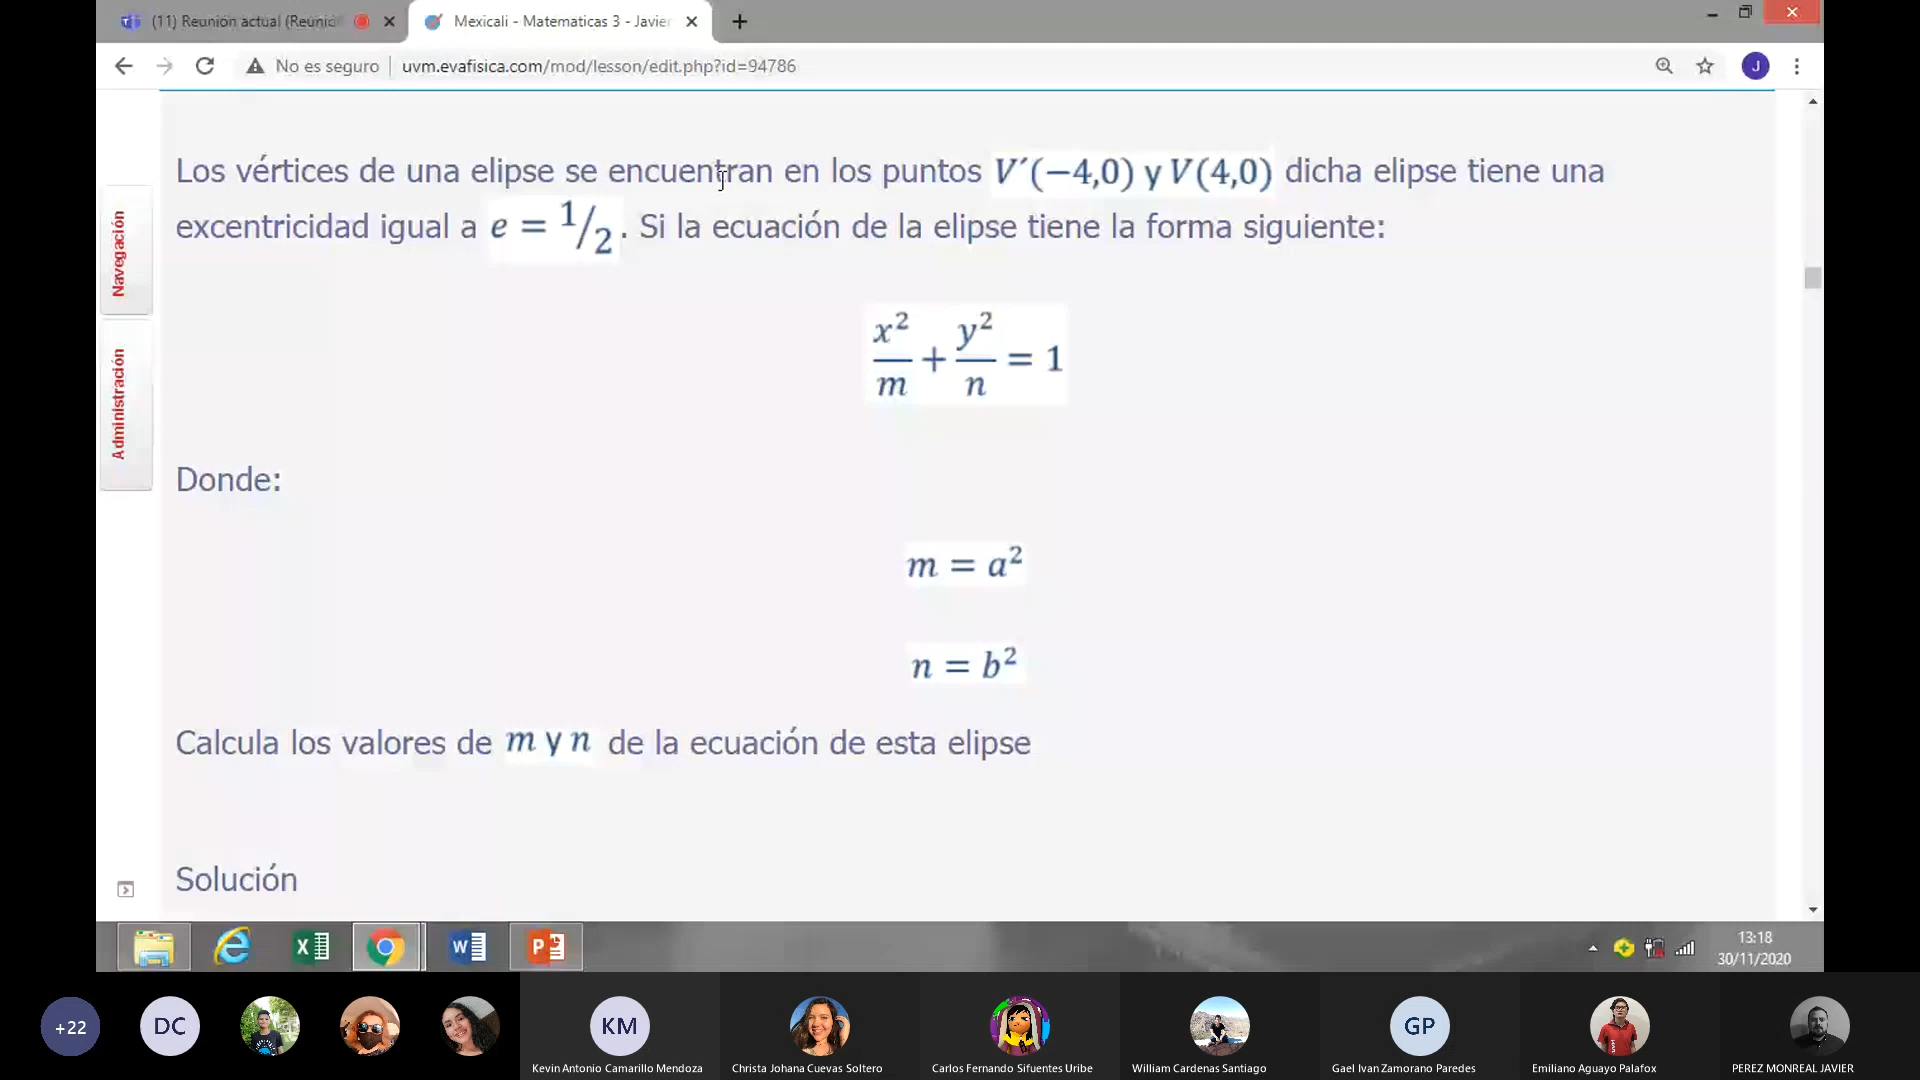 (11) Reunión actual (Reunió
Mexicali - Matematicas 3 - Javier
No es seguro
uvm.evafisica.com/mod/lesson/edit.php?id=94786
J
Navegación
Administración
Los vértices de una elipse se encuentran en los puntos V´(−4,0) y V(4,0) dicha elipse tiene una
excentricidad igual a e = 1/2. Si la ecuación de la elipse tiene la forma siguiente:
x²/m + y²/n = 1
Donde:
m = a²
n = b²
Calcula los valores de m y n de la ecuación de esta elipse
Solución
13:18
30/11/2020
+22
DC
KM
GP
Kevin Antonio Camarillo Mendoza
Christa Johana Cuevas Soltero
Carlos Fernando Sifuentes Uribe
William Cardenas Santiago
Gael Ivan Zamorano Paredes
Emiliano Aguayo Palafox
PEREZ MONREAL JAVIER